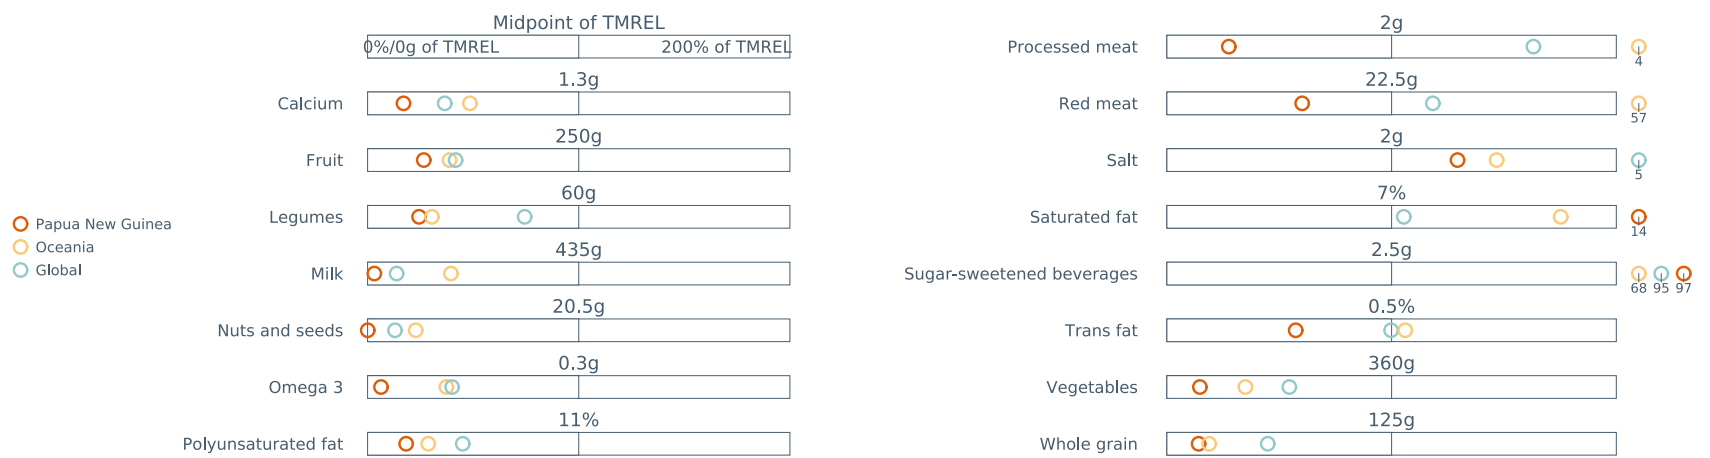 Midpoint of TMREL
0%/0g of TMREL 200% of TMREL
Calcium 1.3g
Fruit 250g
Legumes 60g
Milk 435g
Nuts and seeds 20.5g
Omega 3 0.3g
Polyunsaturated fat 11%
Processed meat 2g 4
Red meat 22.5g 57
Salt 2g 5
Saturated fat 7% 14
Sugar-sweetened beverages 2.5g 68 95 97
Trans fat 0.5%
Vegetables 360g
Whole grain 125g
Papua New Guinea
Oceania
Global